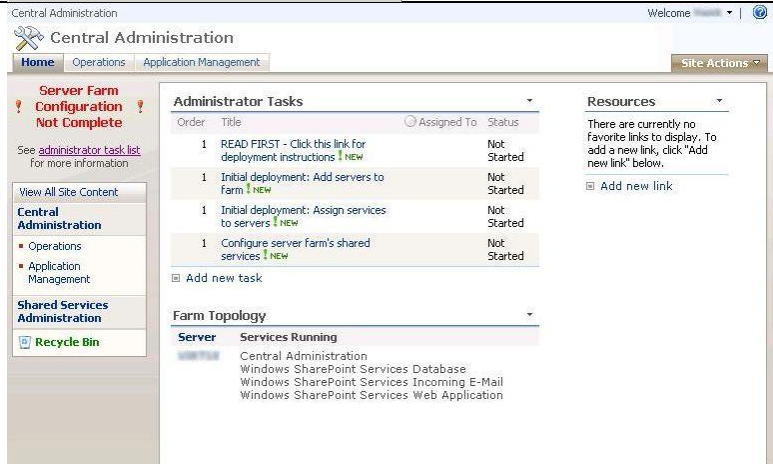 Central Administration
Welcome
Central Administration
Home Operations Application Management
Site Actions
Server Farm
! Configuration !
Not Complete
See administrator task list
for more information
View All Site Content
Central
Administration
Operations
Application
Management
Shared Services
Administration
Recycle Bin
Administrator Tasks
Order Title Assigned To Status
1 READ FIRST - Click this link for
deployment instructions ! NEW
Not
Started
1 Initial deployment: Add servers to
farm ! NEW
Not
Started
1 Initial deployment: Assign services
to servers ! NEW
Not
Started
1 Configure server farm's shared
services ! NEW
Not
Started
Add new task
Farm Topology
Server Services Running
Central Administration
Windows SharePoint Services Database
Windows SharePoint Services Incoming E-Mail
Windows SharePoint Services Web Application
Resources
There are currently no
favorite links to display. To
add a new link, click "Add
new link" below.
Add new link